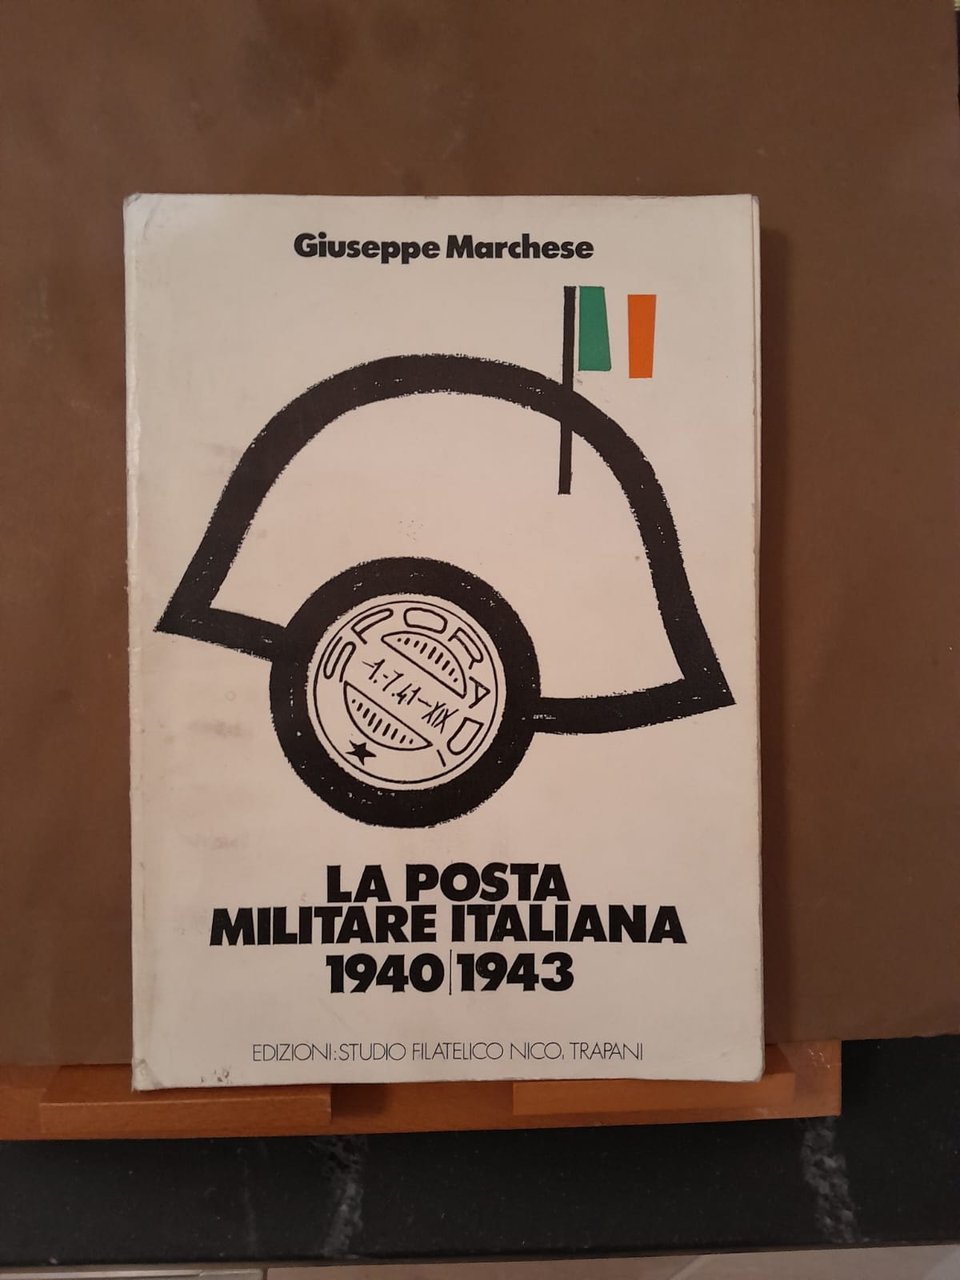 Giuseppe Marchese
SPORADI
-1.-7.41-XIX
LA POSTA
MILITARE ITALIANA
1940|1943
EDIZIONI: STUDIO FILATELICO NICO, TRAPANI